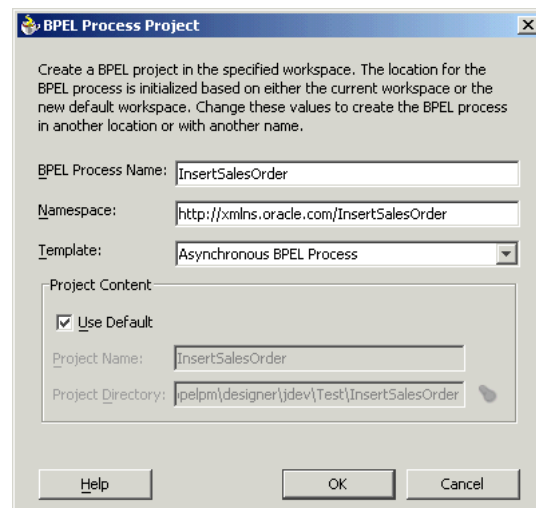 BPEL Process Project
Create a BPEL project in the specified workspace. The location for the
BPEL process is initialized based on either the current workspace or the
new default workspace. Change these values to create the BPEL process
in another location or with another name.
BPEL Process Name: InsertSalesOrder
Namespace: http://xmlns.oracle.com/InsertSalesOrder
Template: Asynchronous BPEL Process
Project Content
Use Default
Project Name: InsertSalesOrder
Project Directory: pelpm\designer\jdev\Test\InsertSalesOrder
Help OK Cancel